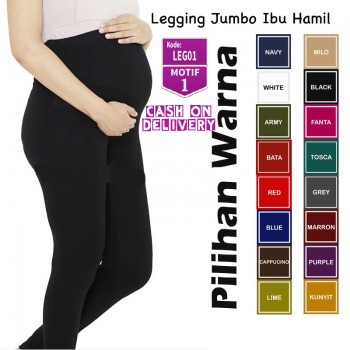 Legging Jumbo Ibu Hamil
Kode:
LEG01
MOTIF
1
CASH ON
DELIVERY
Pilihan Warna
NAVY
MILO
WHITE
BLACK
ARMY
FANTA
BATA
TOSCA
RED
GREY
BLUE
MARRON
CAPPUCINO
PURPLE
LIME
KUNYIT